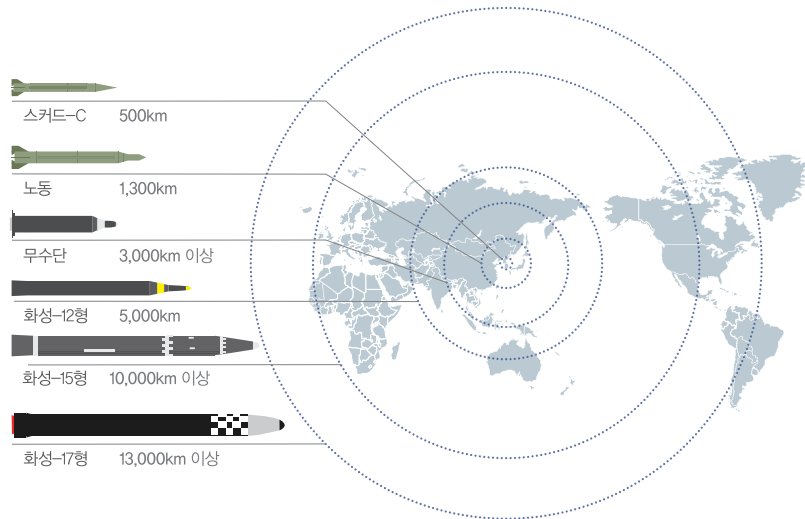 스커드-C 500km
노동 1,300km
무수단 3,000km 이상
화성-12형 5,000km
화성-15형 10,000km 이상
화성-17형 13,000km 이상